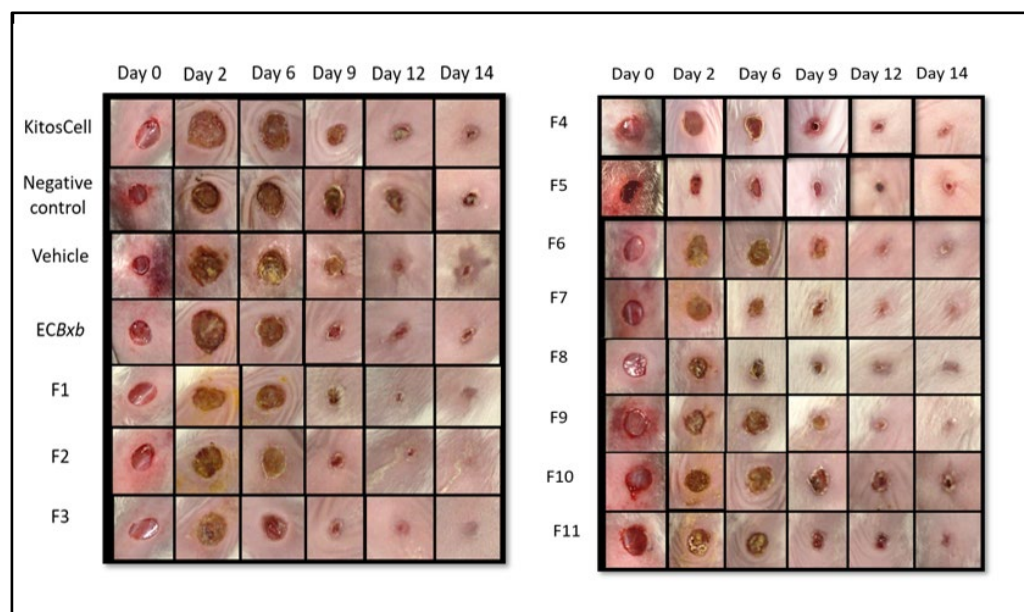 Day 0 Day 2 Day 6 Day 9 Day 12 Day 14
KitosCell
Negative
control
Vehicle
ECBxb
F1
F2
F3
Day 0 Day 2 Day 6 Day 9 Day 12 Day 14
F4
F5
F6
F7
F8
F9
F10
F11